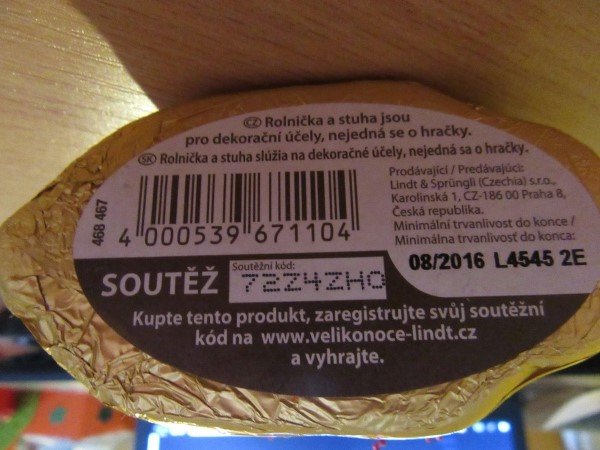 CZ Rolnička a stuha jsou
pro dekorační účely, nejedná se o hračky.
SK Rolnička a stuha slúžia na dekoračné účely, nejedná sa o hračky.
468 467
4 000539 671104
Prodávající / Predávajúci:
Lindt & Sprüngli (Czechia) s.r.o.,
Karolinská 1, CZ-186 00 Praha 8,
Česká republika.
Minimální trvanlivost do konce /
Minimálna trvanlivosť do konca:
08/2016 L4545 2E
SOUTĚŽ
Soutěžní kód:
72Z4ZHO
Kupte tento produkt, zaregistrujte svůj soutěžní
kód na www.velikonoce-lindt.cz
a vyhrajte.